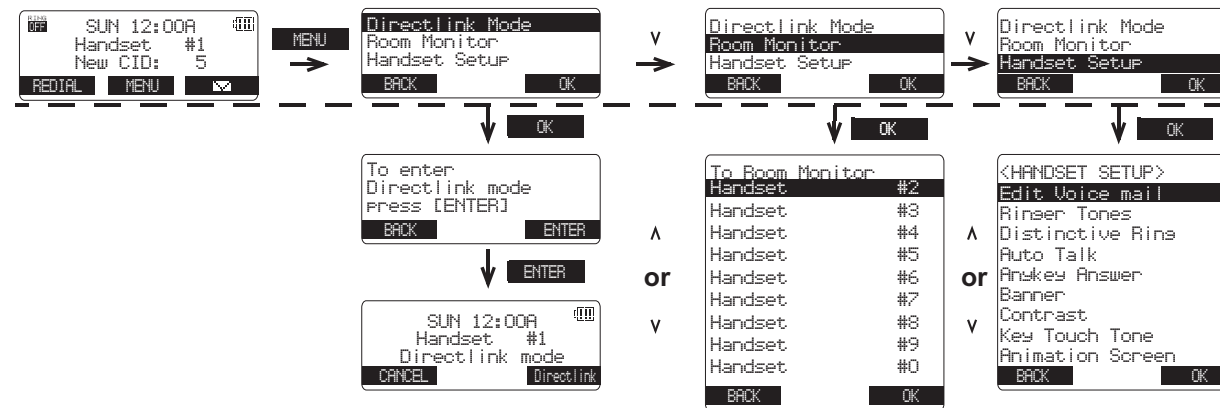 RING
OFF
SUN 12:00A
Handset #1
New CID: 5
REDIAL MENU
MENU
Directlink Mode
Room Monitor
Handset Setup
BACK OK
∨
Directlink Mode
Room Monitor
Handset Setup
BACK OK
∨
Directlink Mode
Room Monitor
Handset Setup
BACK OK
OK
To enter
Directlink mode
press [ENTER]
BACK ENTER
ENTER
SUN 12:00A
Handset #1
Directlink mode
CANCEL Directlink
∧
or
∨
OK
To Room Monitor
Handset #2
Handset #3
Handset #4
Handset #5
Handset #6
Handset #7
Handset #8
Handset #9
Handset #0
BACK OK
∧
or
∨
OK
<HANDSET SETUP>
Edit Voice mail
Ringer Tones
Distinctive Ring
Auto Talk
Anykey Answer
Banner
Contrast
Key Touch Tone
Animation Screen
BACK OK